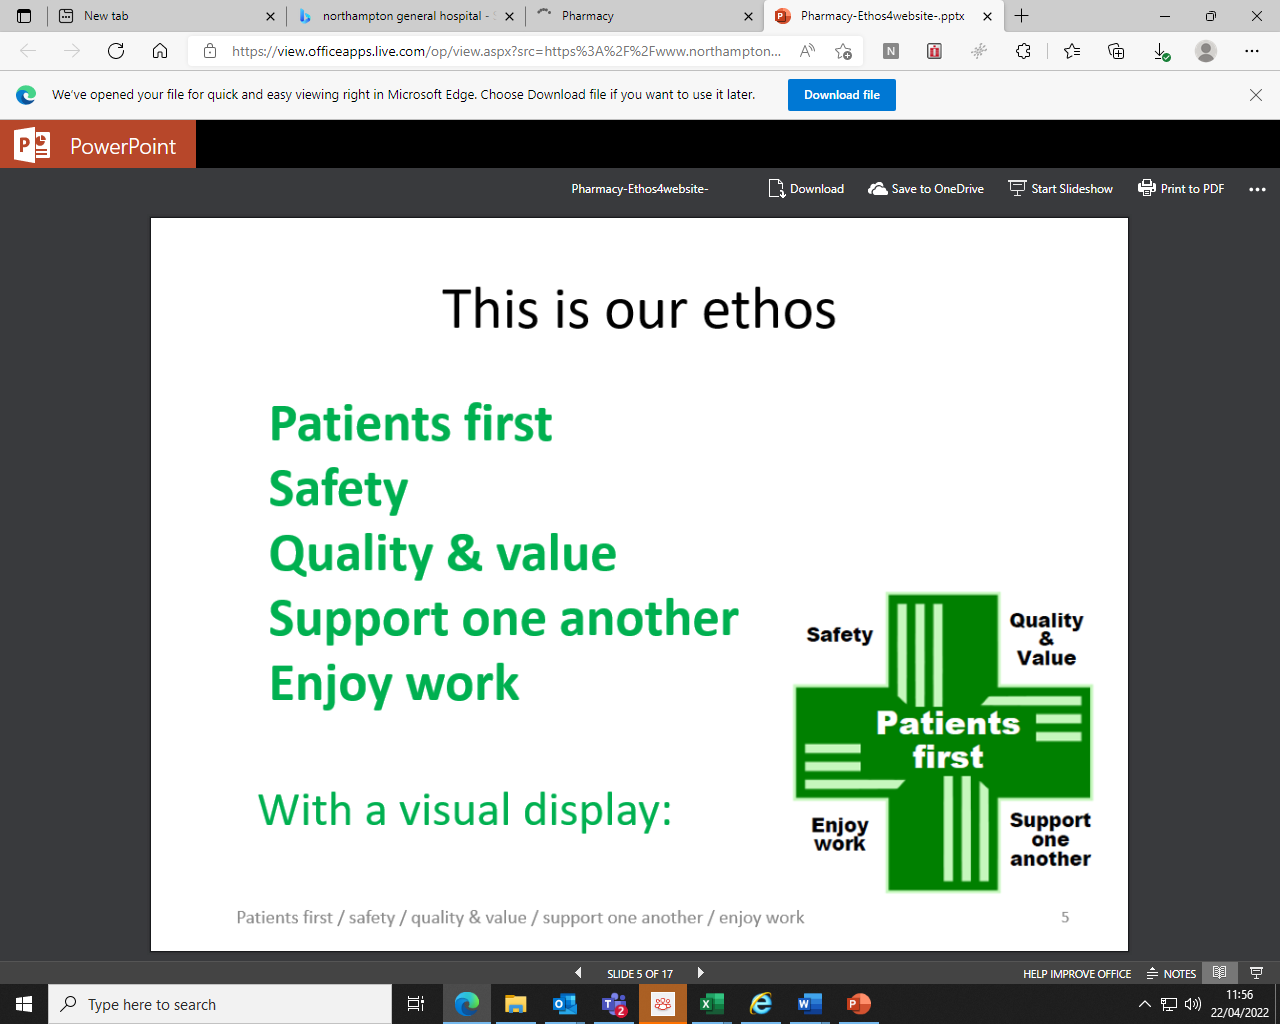 New tab
northampton general hospital - S
Pharmacy
Pharmacy-Ethos4website-.pptx
https://view.officeapps.live.com/op/view.aspx?src=https%3A%2F%2Fwww.northampton...
We've opened your file for quick and easy viewing right in Microsoft Edge. Choose Download file if you want to use it later.
Download file
PowerPoint
Pharmacy-Ethos4website-
Download
Save to OneDrive
Start Slideshow
Print to PDF
This is our ethos
Patients first
Safety
Quality & value
Support one another
Enjoy work
With a visual display:
Safety
Quality
&
Value
Patients
first
Enjoy
work
Support
one
another
Patients first / safety / quality & value / support one another / enjoy work
5
SLIDE 5 OF 17
HELP IMPROVE OFFICE
NOTES
Type here to search
2
11:56
22/04/2022